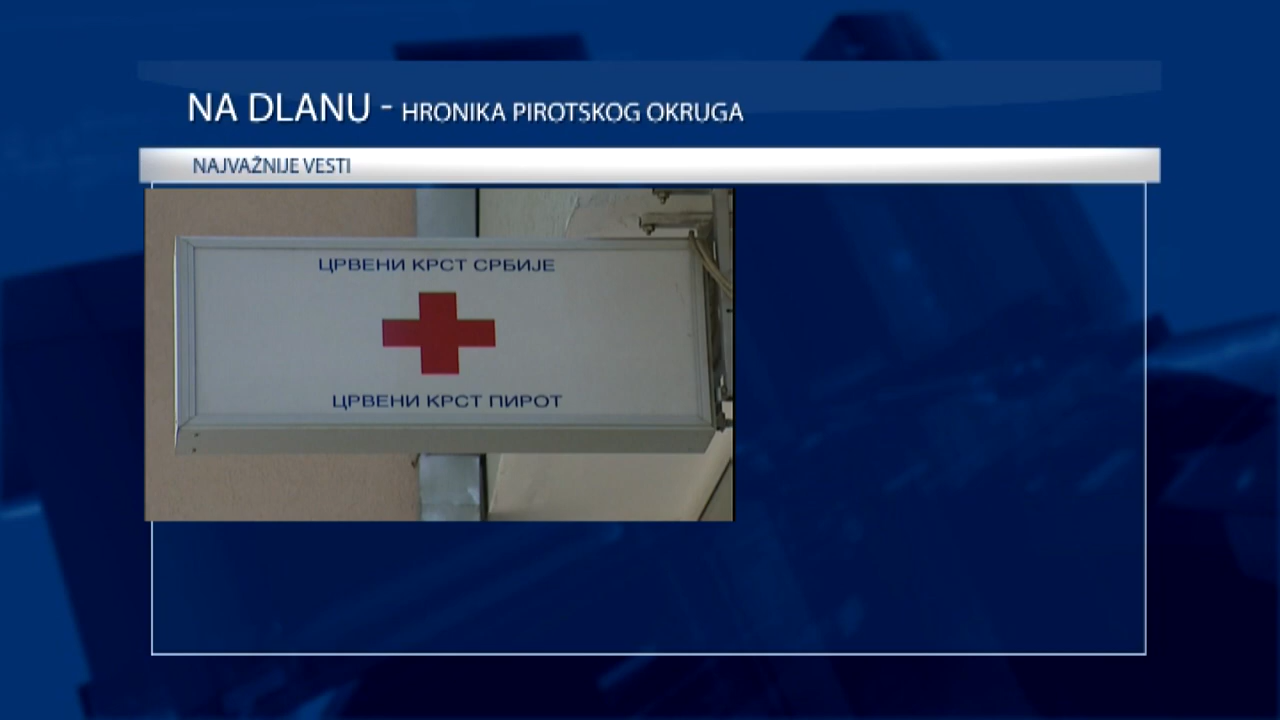 NA DLANU - HRONIKA PIROTSKOG OKRUGA
NAJVAŽNIJE VESTI
ЦРВЕНИ КРСТ СРБИЈЕ
ЦРВЕНИ КРСТ ПИРОТ